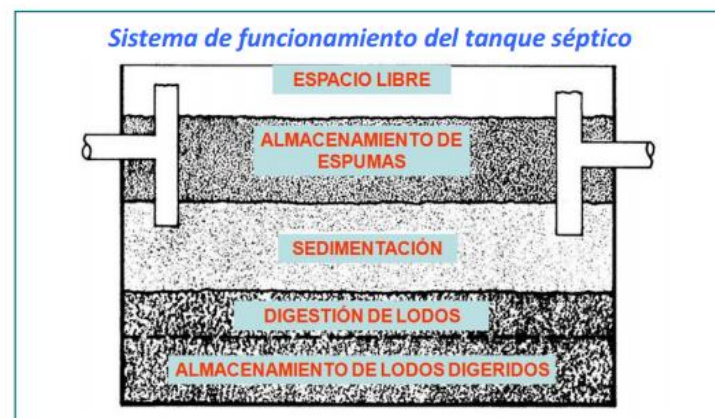 Sistema de funcionamiento del tanque séptico
ESPACIO LIBRE
ALMACENAMIENTO DE
ESPUMAS
SEDIMENTACIÓN
DIGESTIÓN DE LODOS
ALMACENAMIENTO DE LODOS DIGERIDOS